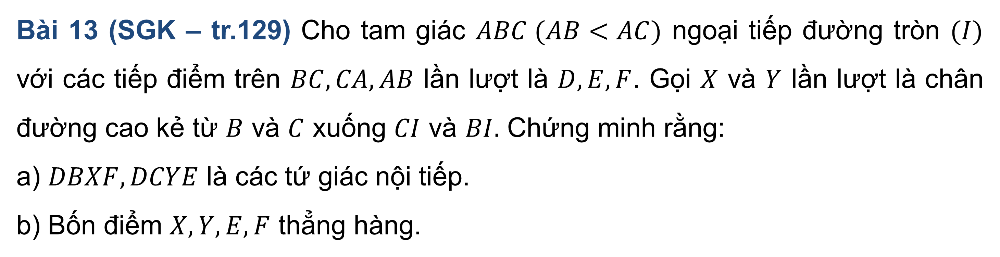 Bài 13 (SGK – tr.129) Cho tam giác ABC (AB < AC) ngoại tiếp đường tròn (I)
với các tiếp điểm trên BC, CA, AB lần lượt là D, E, F. Gọi X và Y lần lượt là chân
đường cao kẻ từ B và C xuống CI và BI. Chứng minh rằng:
a) DBXF, DCYE là các tứ giác nội tiếp.
b) Bốn điểm X, Y, E, F thẳng hàng.